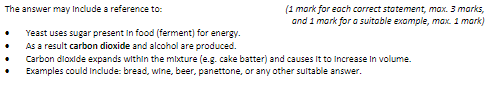 The answer may include a reference to: (1 mark for each correct statement, max. 3 marks,
and 1 mark for a suitable example, max. 1 mark)
• Yeast uses sugar present in food (ferment) for energy.
• As a result carbon dioxide and alcohol are produced.
• Carbon dioxide expands within the mixture (e.g. cake batter) and causes it to increase in volume.
• Examples could include: bread, wine, beer, panettone, or any other suitable answer.